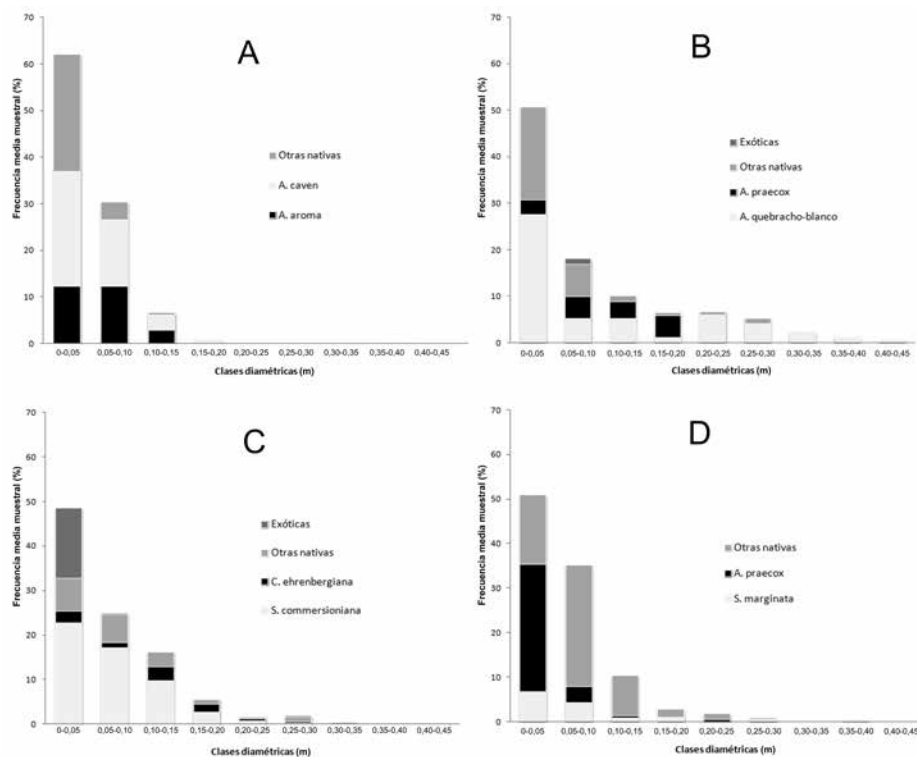 A
Frecuencia media muestral (%)
70
60
50
40
30
20
10
0
Otras nativas
A. caven
A. aroma
0-0,05 0,05-0,10 0,10-0,15 0,15-0,20 0,20-0,25 0,25-0,30 0,30-0,35 0,35-0,40 0,40-0,45
Clases diamétricas (m)
B
Frecuencia media muestral (%)
70
60
50
40
30
20
10
0
Exóticas
Otras nativas
A. praecox
A. quebracho-blanco
0-0,05 0,05-0,10 0,10-0,15 0,15-0,20 0,20-0,25 0,25-0,30 0,30-0,35 0,35-0,40 0,40-0,45
Clases diamétricas (m)
C
Frecuencia media muestral (%)
70
60
50
40
30
20
10
0
Exóticas
Otras nativas
C. ehrenbergiana
S. commersioniana
0-0,05 0,05-0,10 0,10-0,15 0,15-0,20 0,20-0,25 0,25-0,30 0,30-0,35 0,35-0,40 0,40-0,45
Clases diamétricas (m)
D
Frecuencia media muestral (%)
70
60
50
40
30
20
10
0
Otras nativas
A. praecox
S. marginata
0-0,05 0,05-0,10 0,10-0,15 0,15-0,20 0,20-0,25 0,25-0,30 0,30-0,35 0,35-0,40 0,40-0,45
Clases diamétricas (m)